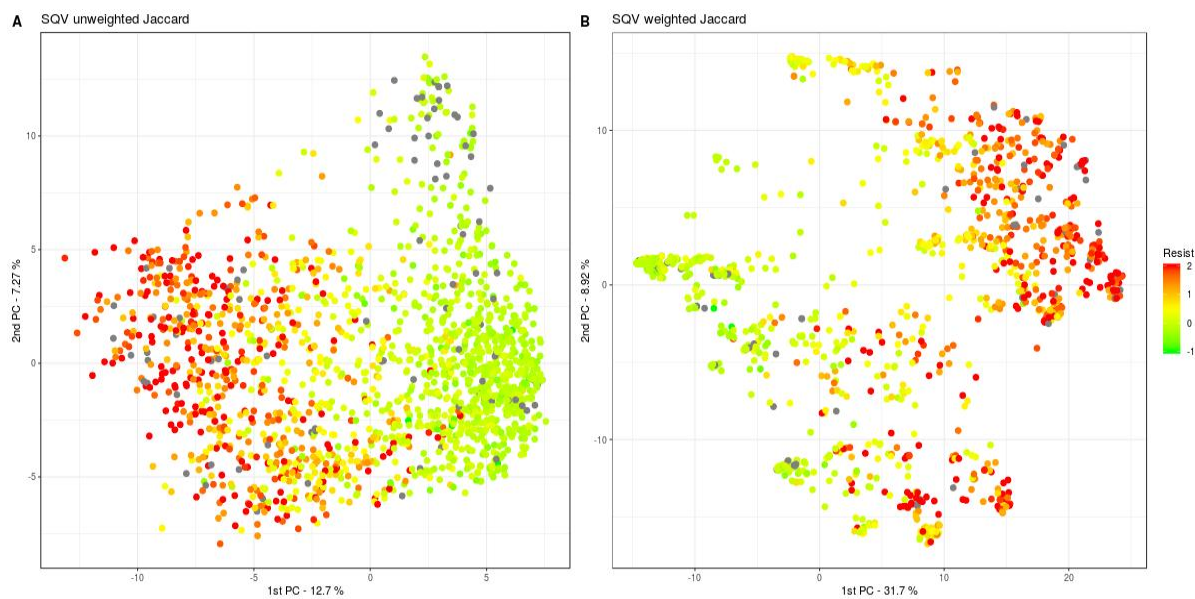 A
SQV unweighted Jaccard
10
5
0
-5
2nd PC - 7.27 %
-10
-5
0
5
1st PC - 12.7 %
B
SQV weighted Jaccard
10
0
-10
2nd PC - 8.92 %
-10
0
10
20
1st PC - 31.7 %
Resist
2
1
0
-1